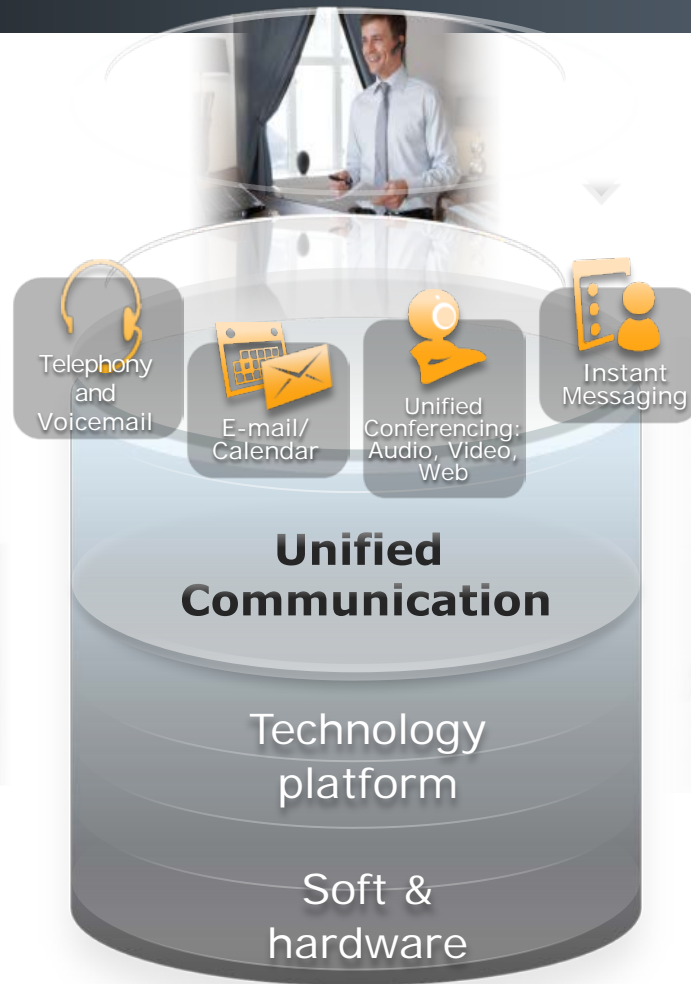 Telephony
and
Voicemail
E-mail/
Calendar
Unified
Conferencing:
Audio, Video,
Web
Instant
Messaging
Unified
Communication
Technology
platform
Soft &
hardware